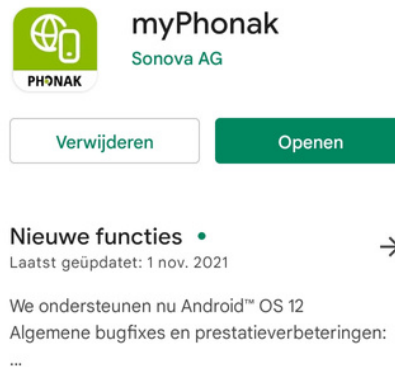 myPhonak
Sonova AG
PHONAK
Verwijderen
Openen
Nieuwe functies
Laatst geüpdatet: 1 nov. 2021
We ondersteunen nu Android™ OS 12
Algemene bugfixes en prestatieverbeteringen:
...